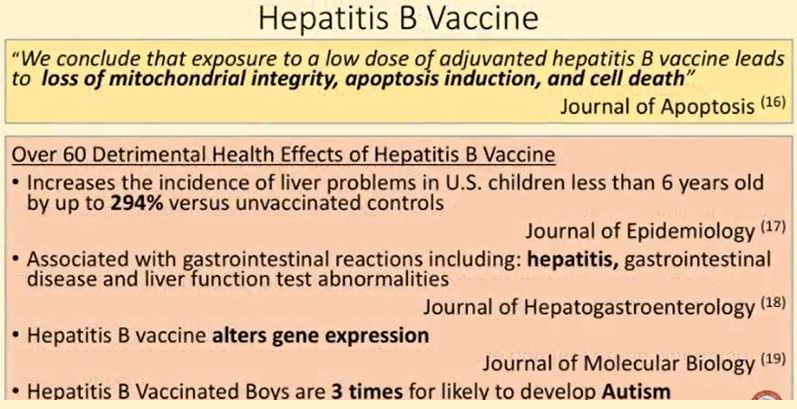 Hepatitis B Vaccine
“We conclude that exposure to a low dose of adjuvanted hepatitis B vaccine leads
to loss of mitochondrial integrity, apoptosis induction, and cell death”
Journal of Apoptosis (16)
Over 60 Detrimental Health Effects of Hepatitis B Vaccine
• Increases the incidence of liver problems in U.S. children less than 6 years old
by up to 294% versus unvaccinated controls
Journal of Epidemiology (17)
• Associated with gastrointestinal reactions including: hepatitis, gastrointestinal
disease and liver function test abnormalities
Journal of Hepatogastroenterology (18)
• Hepatitis B vaccine alters gene expression
Journal of Molecular Biology (19)
• Hepatitis B Vaccinated Boys are 3 times for likely to develop Autism